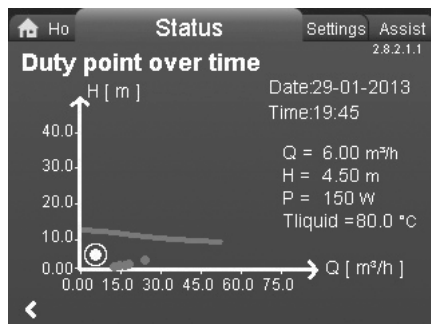 Ho Status Settings Assist
2.8.2.1.1
Duty point over time
H [ m ]
Date:29-01-2013
Time:19:45
40.0
30.0
20.0
10.0
0.00
Q = 6.00 m³/h
H = 4.50 m
P = 150 W
Tliquid =80.0 °C
Q [ m³/h ]
0.00 15.0 30.0 45.0 60.0 75.0